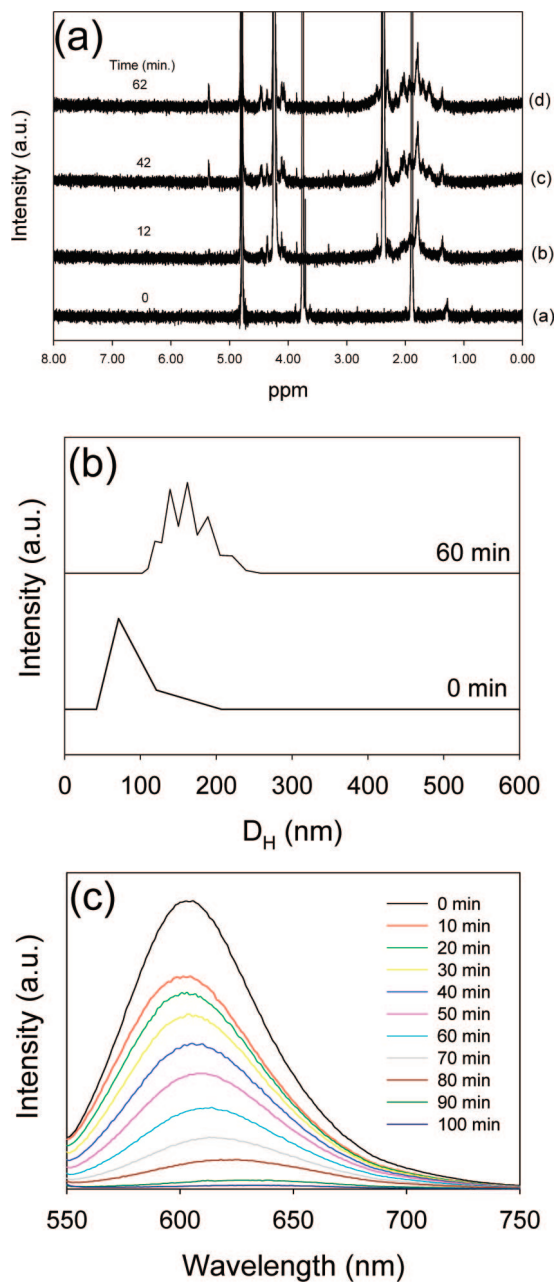 (a)
Time (min.)
62
(d)
42
(c)
12
(b)
0
(a)
Intensity (a.u.)
8.00 7.00 6.00 5.00 4.00 3.00 2.00 1.00 0.00
ppm
(b)
60 min
0 min
Intensity (a.u.)
0 100 200 300 400 500 600
D_H (nm)
(c)
0 min
10 min
20 min
30 min
40 min
50 min
60 min
70 min
80 min
90 min
100 min
Intensity (a.u.)
550 600 650 700 750
Wavelength (nm)